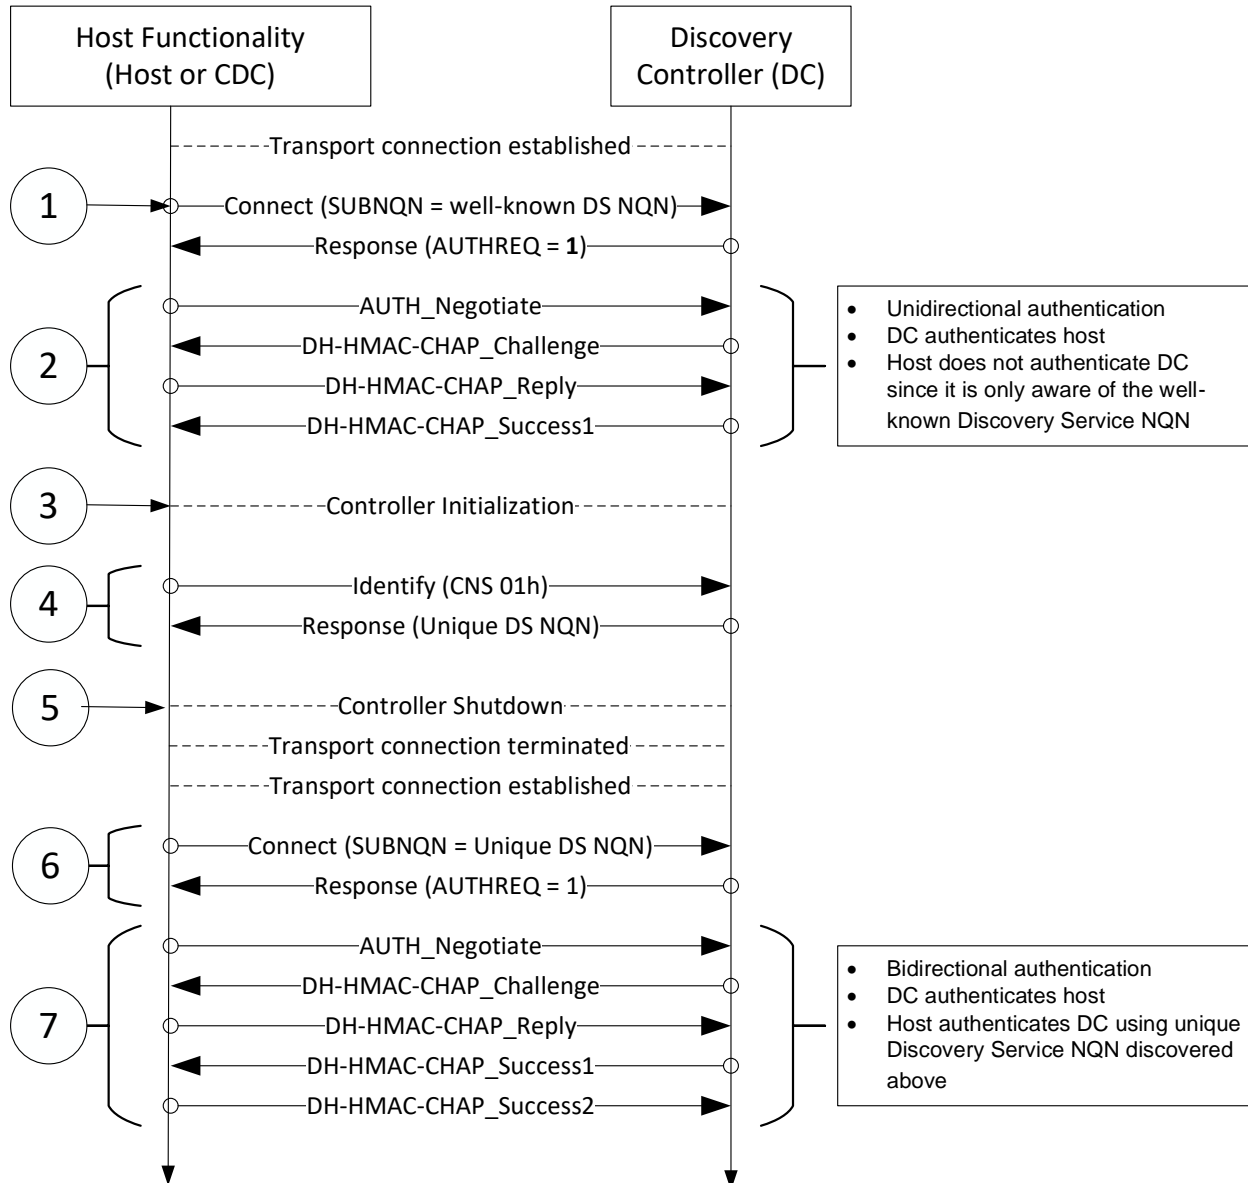 Host Functionality
(Host or CDC)
Discovery
Controller (DC)
Transport connection established
1
Connect (SUBNQN = well-known DS NQN)
Response (AUTHREQ = 1)
2
AUTH_Negotiate
DH-HMAC-CHAP_Challenge
DH-HMAC-CHAP_Reply
DH-HMAC-CHAP_Success1
• Unidirectional authentication
• DC authenticates host
• Host does not authenticate DC
since it is only aware of the well-
known Discovery Service NQN
3
Controller Initialization
4
Identify (CNS 01h)
Response (Unique DS NQN)
5
Controller Shutdown
Transport connection terminated
Transport connection established
6
Connect (SUBNQN = Unique DS NQN)
Response (AUTHREQ = 1)
7
AUTH_Negotiate
DH-HMAC-CHAP_Challenge
DH-HMAC-CHAP_Reply
DH-HMAC-CHAP_Success1
DH-HMAC-CHAP_Success2
• Bidirectional authentication
• DC authenticates host
• Host authenticates DC using unique
Discovery Service NQN discovered
above